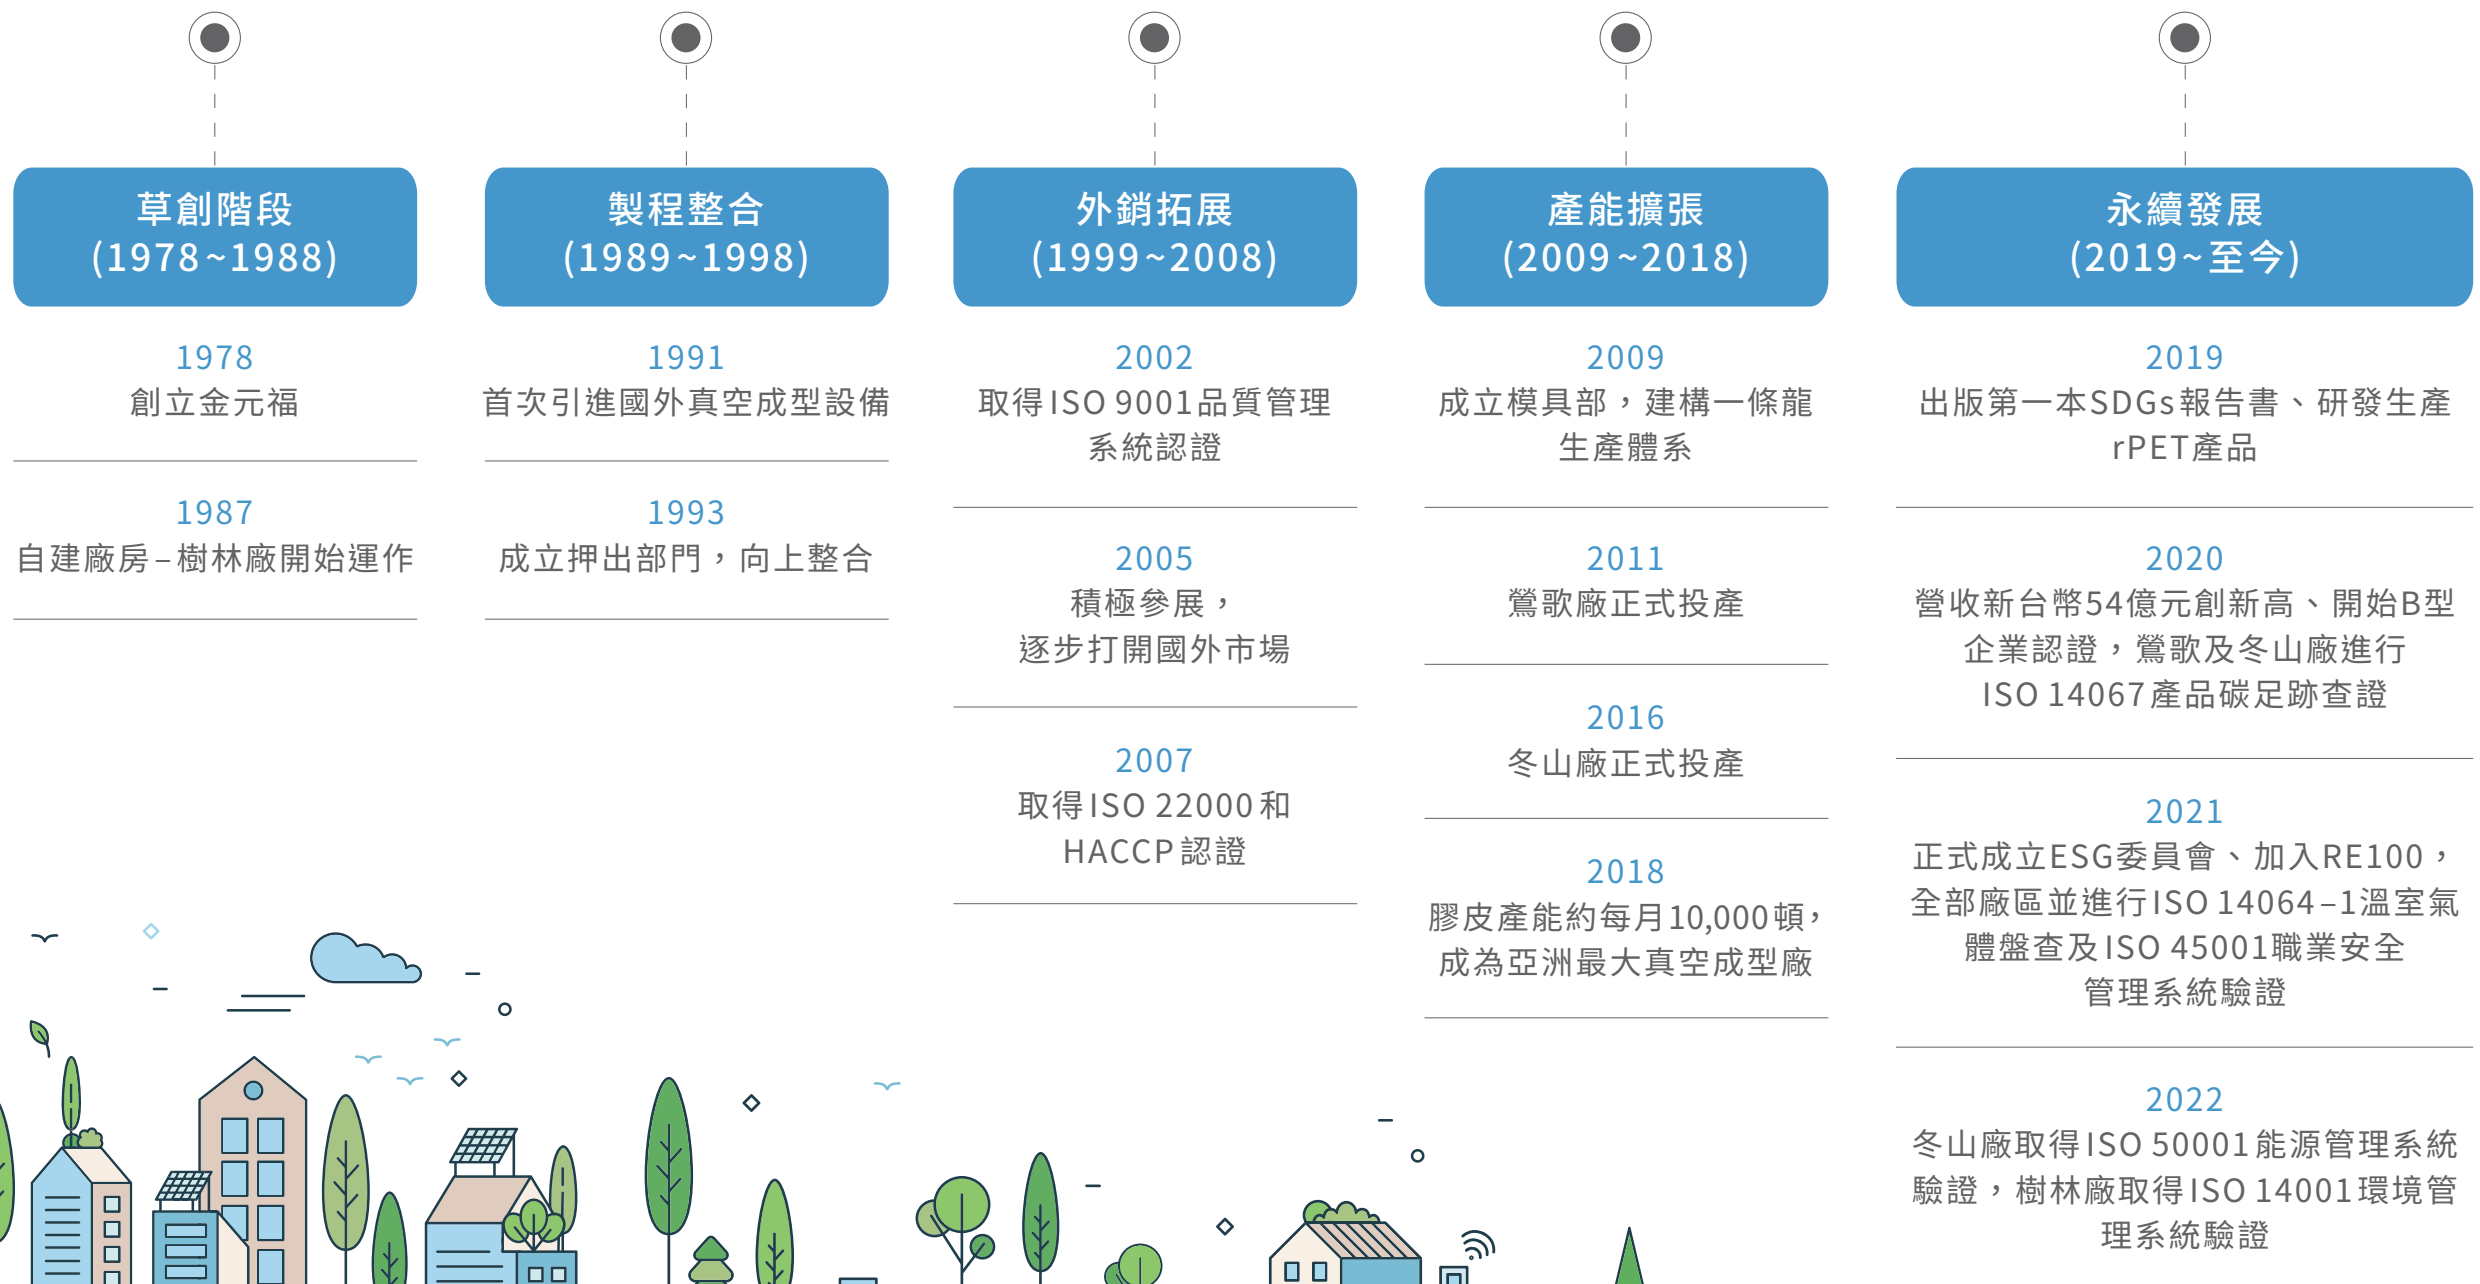 草創階段
(1978~1988)
1978
創立金元福
1987
自建廠房–樹林廠開始運作
製程整合
(1989~1998)
1991
首次引進國外真空成型設備
1993
成立押出部門，向上整合
外銷拓展
(1999~2008)
2002
取得ISO 9001品質管理
系統認證
2005
積極參展，
逐步打開國外市場
2007
取得ISO 22000和
HACCP認證
產能擴張
(2009~2018)
2009
成立模具部，建構一條龍
生產體系
2011
鶯歌廠正式投產
2016
冬山廠正式投產
2018
膠皮產能約每月10,000頓，
成為亞洲最大真空成型廠
永續發展
(2019~至今)
2019
出版第一本SDGs報告書、研發生產
rPET產品
2020
營收新台幣54億元創新高、開始B型
企業認證，鶯歌及冬山廠進行
ISO 14067產品碳足跡查證
2021
正式成立ESG委員會、加入RE100，
全部廠區並進行ISO 14064–1溫室氣
體盤查及ISO 45001職業安全
管理系統驗證
2022
冬山廠取得ISO 50001能源管理系統
驗證，樹林廠取得ISO 14001環境管
理系統驗證